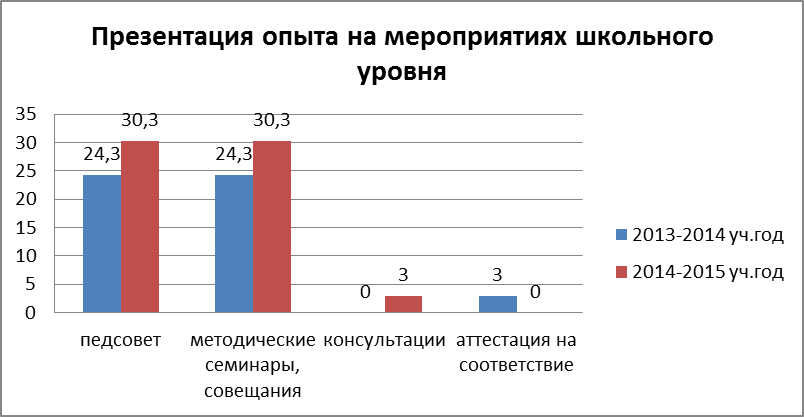 Презентация опыта на мероприятиях школьного
уровня
35
30
25
20
15
10
5
0
24,3
30,3
24,3
30,3
0
3
3
0
педсовет
методические
семинары,
совещания
консультации
аттестация на
соответствие
2013-2014 уч.год
2014-2015 уч.год